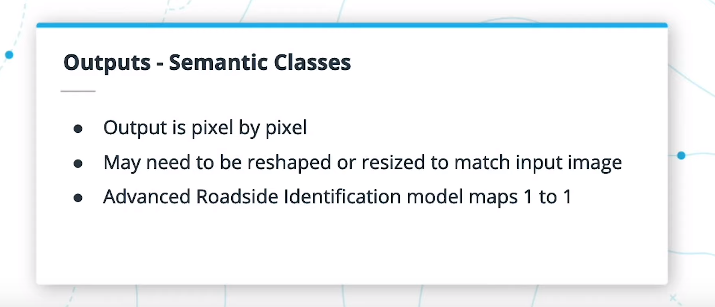 Outputs - Semantic Classes
● Output is pixel by pixel
● May need to be reshaped or resized to match input image
● Advanced Roadside Identification model maps 1 to 1